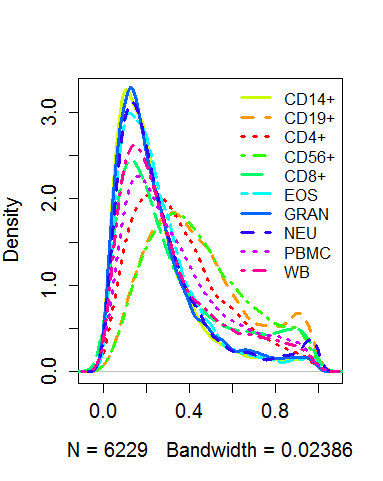 CD14+
CD19+
CD4+
CD56+
CD8+
EOS
GRAN
NEU
PBMC
WB
Density
0.0 1.0 2.0 3.0
0.0 0.4 0.8
N = 6229 Bandwidth = 0.02386